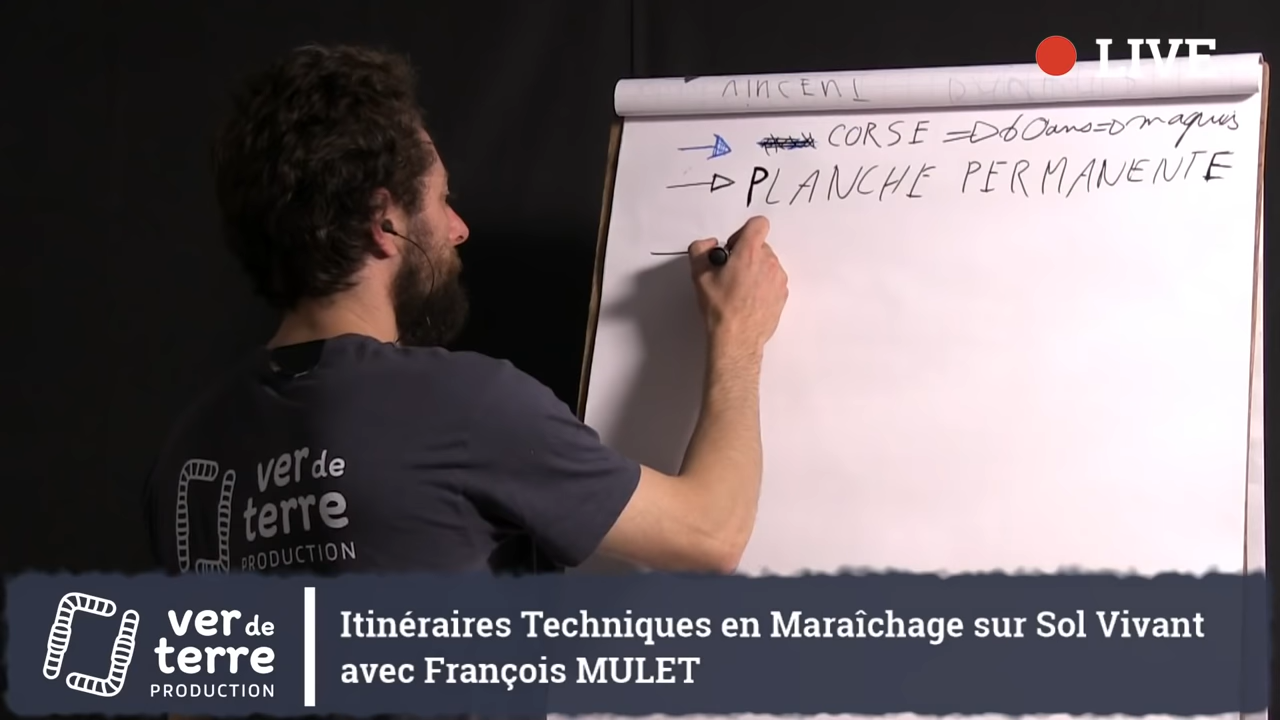 LIVE
VINCENT
CORSE => 60 ans => maquis
PLANCHE PERMANENTE
ver de
terre
PRODUCTION
ver de
terre
PRODUCTION
Itinéraires Techniques en Maraîchage sur Sol Vivant
avec François MULET